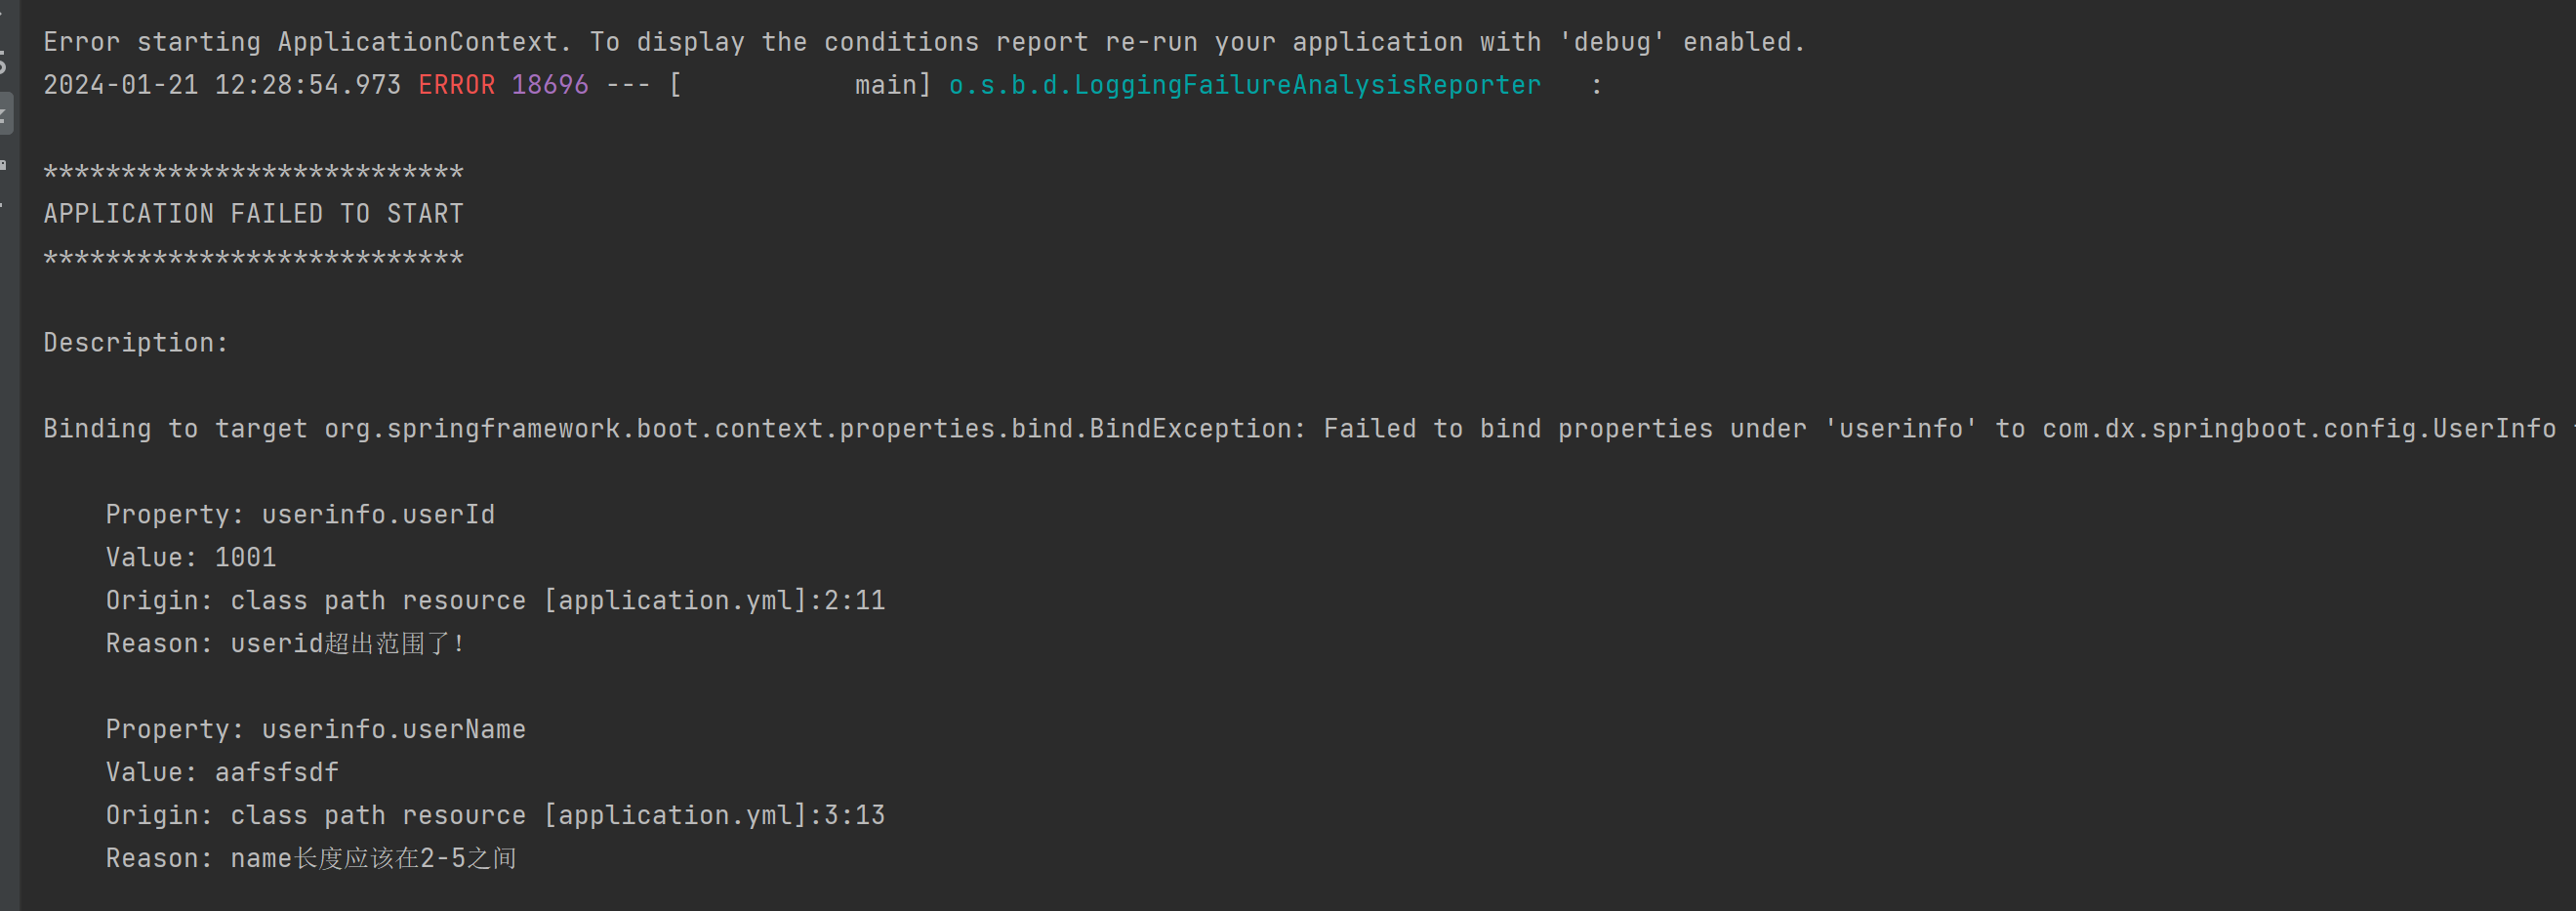 Error starting ApplicationContext. To display the conditions report re-run your application with 'debug' enabled.
2024-01-21 12:28:54.973 ERROR 18696 --- [           main] o.s.b.d.LoggingFailureAnalysisReporter   :
***************************
APPLICATION FAILED TO START
***************************
Description:
Binding to target org.springframework.boot.context.properties.bind.BindException: Failed to bind properties under 'userinfo' to com.dx.springboot.config.UserInfo
Property: userinfo.userId
Value: 1001
Origin: class path resource [application.yml]:2:11
Reason: userid超出范围了!
Property: userinfo.userName
Value: aafsfsdf
Origin: class path resource [application.yml]:3:13
Reason: name长度应该在2-5之间